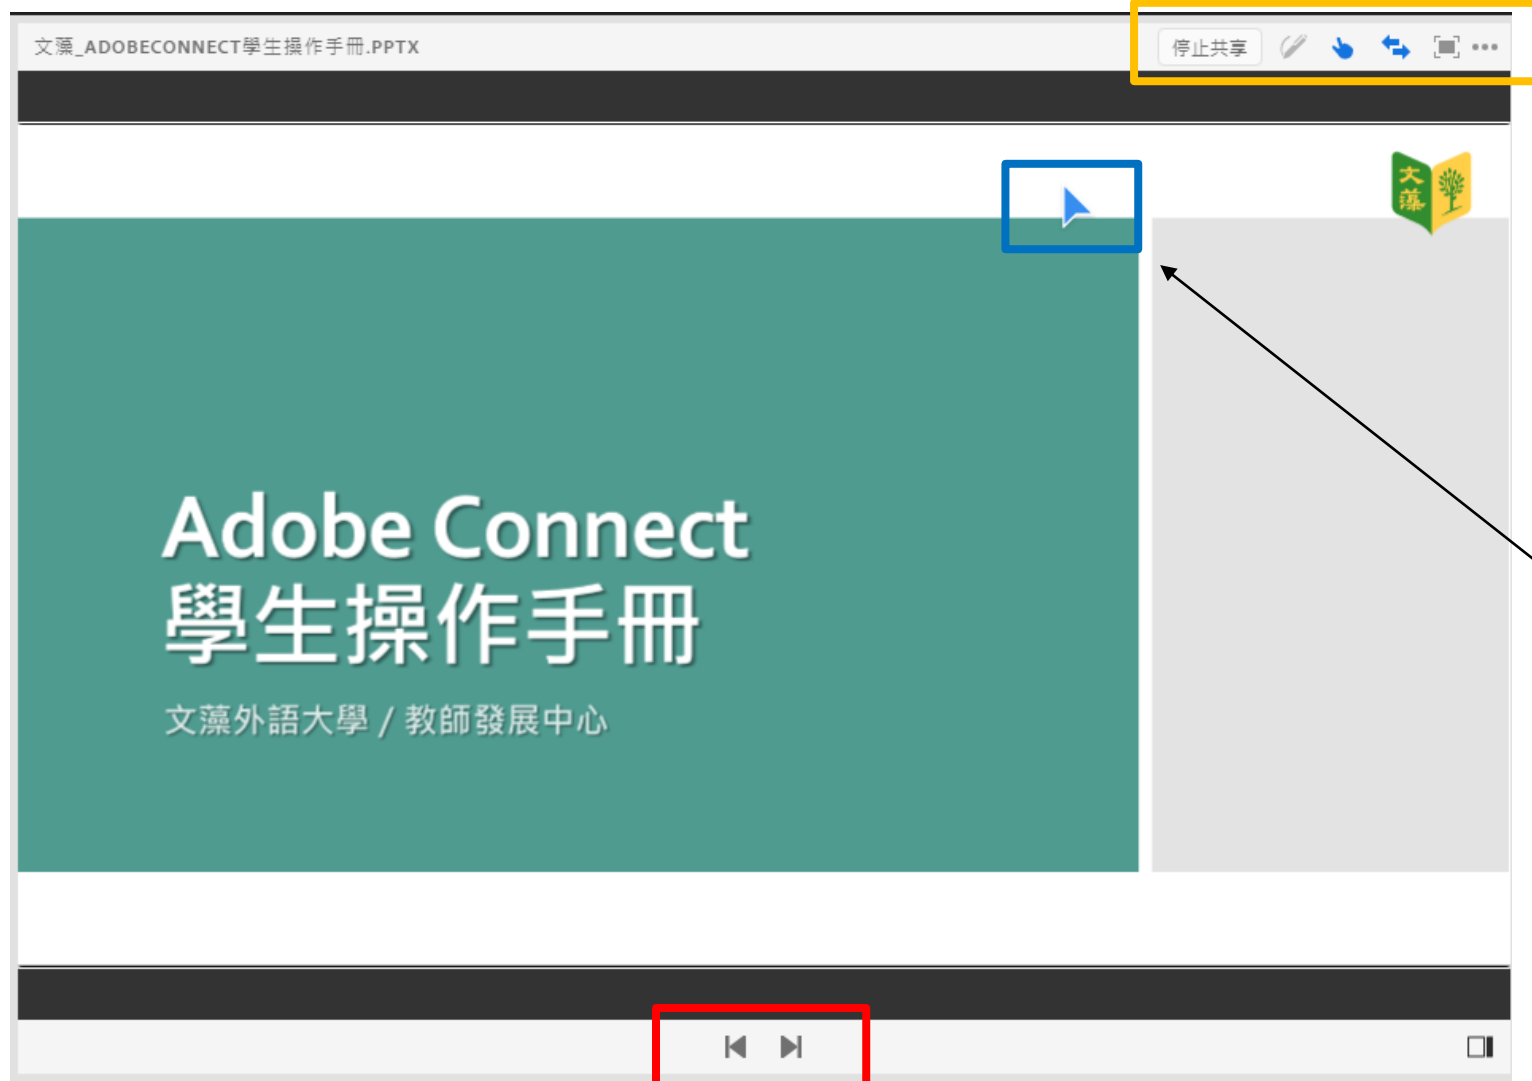 文藻_ADOBECONNECT學生操作手冊.PPTX
停止共享
文藻
Adobe Connect
學生操作手冊
文藻外語大學 / 教師發展中心